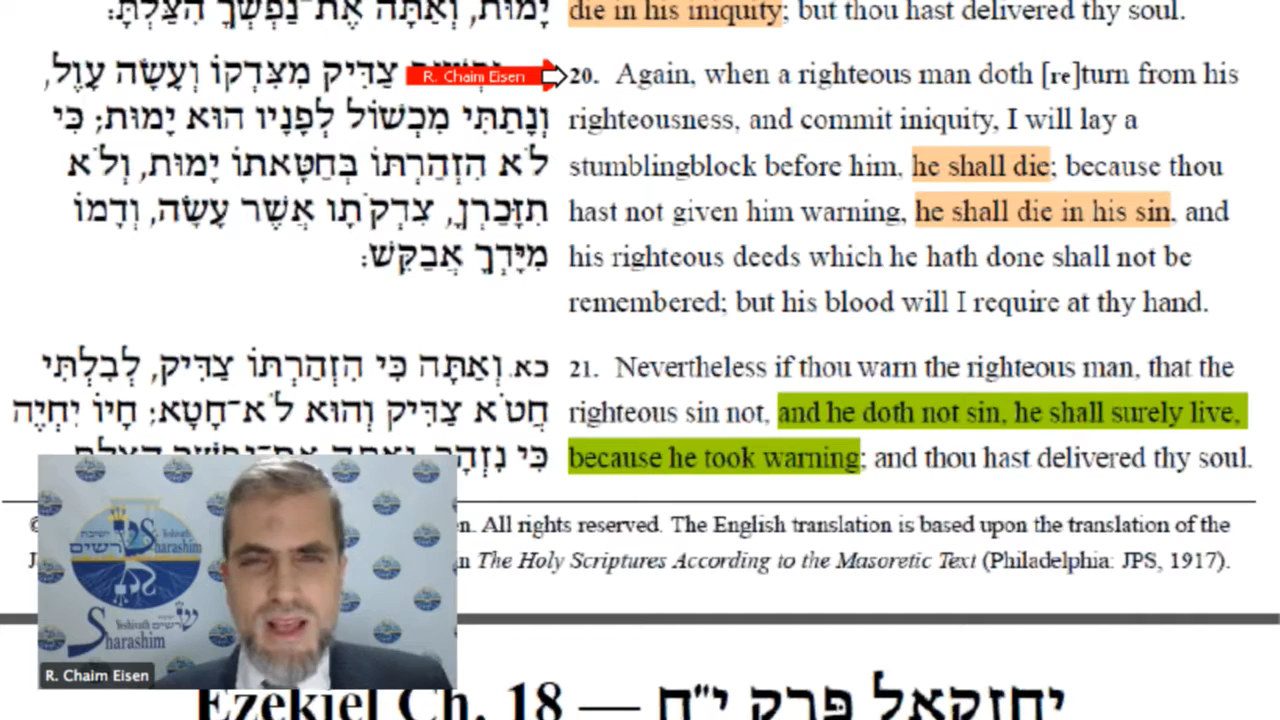 יָמוּת, וְאַתָּה אֶת־נַפְשְׁךָ הִצַּלְתָּ:
die in his iniquity; but thou hast delivered thy soul.
צַדִּיק מִצִּדְקוֹ וְעָשָׂה עָוֶל,
וְנָתַתִּי מִכְשׁוֹל לְפָנָיו הוּא יָמוּת; כִּי
לֹא הִזְהַרְתּוֹ בְּחַטָּאתוֹ יָמוּת, וְלֹא
תִזָּכַרְןָ, צִדְקֹתָו אֲשֶׁר עָשָׂה, וְדָמוֹ
מִיָּדְךָ אֲבַקֵּשׁ:
R. Chaim Eisen
20. Again, when a righteous man doth [re]turn from his
righteousness, and commit iniquity, I will lay a
stumblingblock before him, he shall die; because thou
hast not given him warning, he shall die in his sin, and
his righteous deeds which he hath done shall not be
remembered; but his blood will I require at thy hand.
כא. וְאַתָּה כִּי הִזְהַרְתּוֹ צַדִּיק, לְבִלְתִּי
חֲטֹא צַדִּיק וְהוּא לֹא־חָטָא; חָיוֹ יִחְיֶה
כִּי נִזְהָר
21. Nevertheless if thou warn the righteous man, that the
righteous sin not, and he doth not sin, he shall surely live,
because he took warning; and thou hast delivered thy soul.
n. All rights reserved. The English translation is based upon the translation of the
n The Holy Scriptures According to the Masoretic Text (Philadelphia: JPS, 1917).
ישיבת
Yeshivath
שרשים
Sharashim
Yeshivath ישיבת
Sharashim
R. Chaim Eisen
Ezekiel Ch. 18 — יחזקאל פרק י"ח